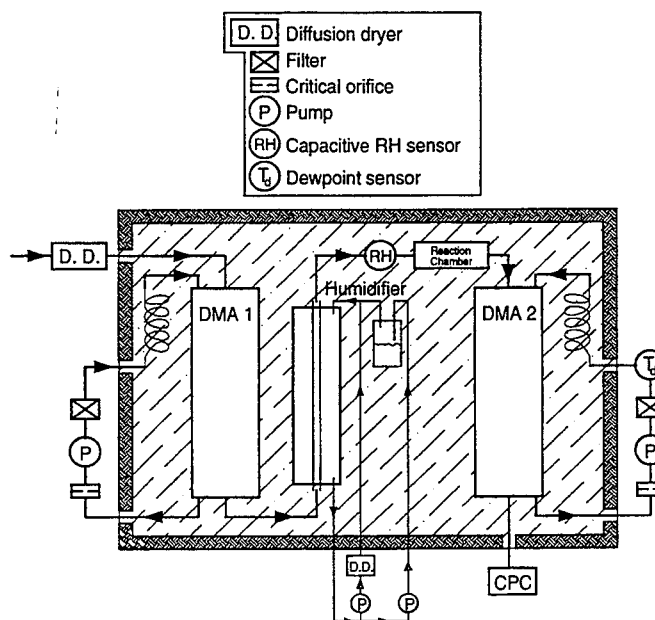 D. D. Diffusion dryer
Filter
Critical orifice
P Pump
RH Capacitive RH sensor
Td Dewpoint sensor
D. D.
RH
Reaction
Chamber
Humidifier
DMA 1
DMA 2
Td
P
P
D.D.
P
P
CPC